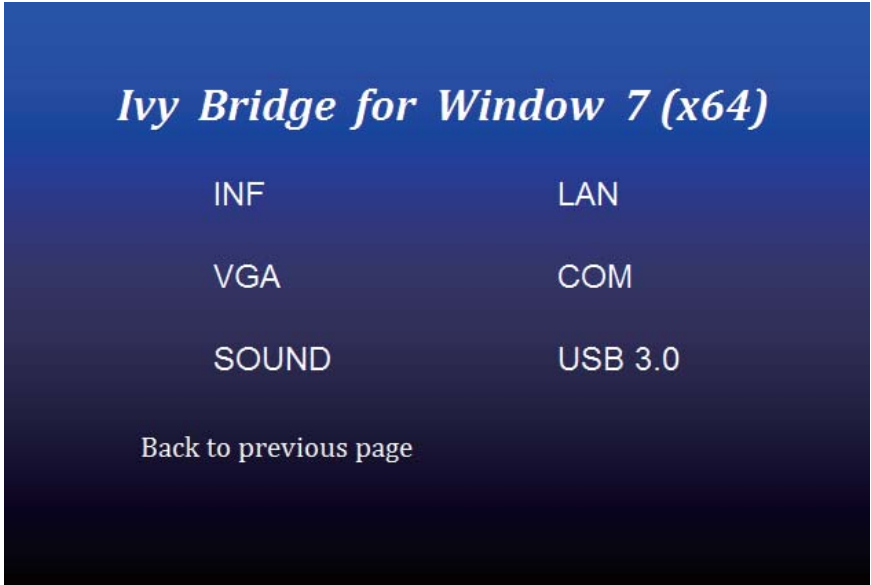 Ivy Bridge for Window 7 (x64)
INF LAN
VGA COM
SOUND USB 3.0
Back to previous page